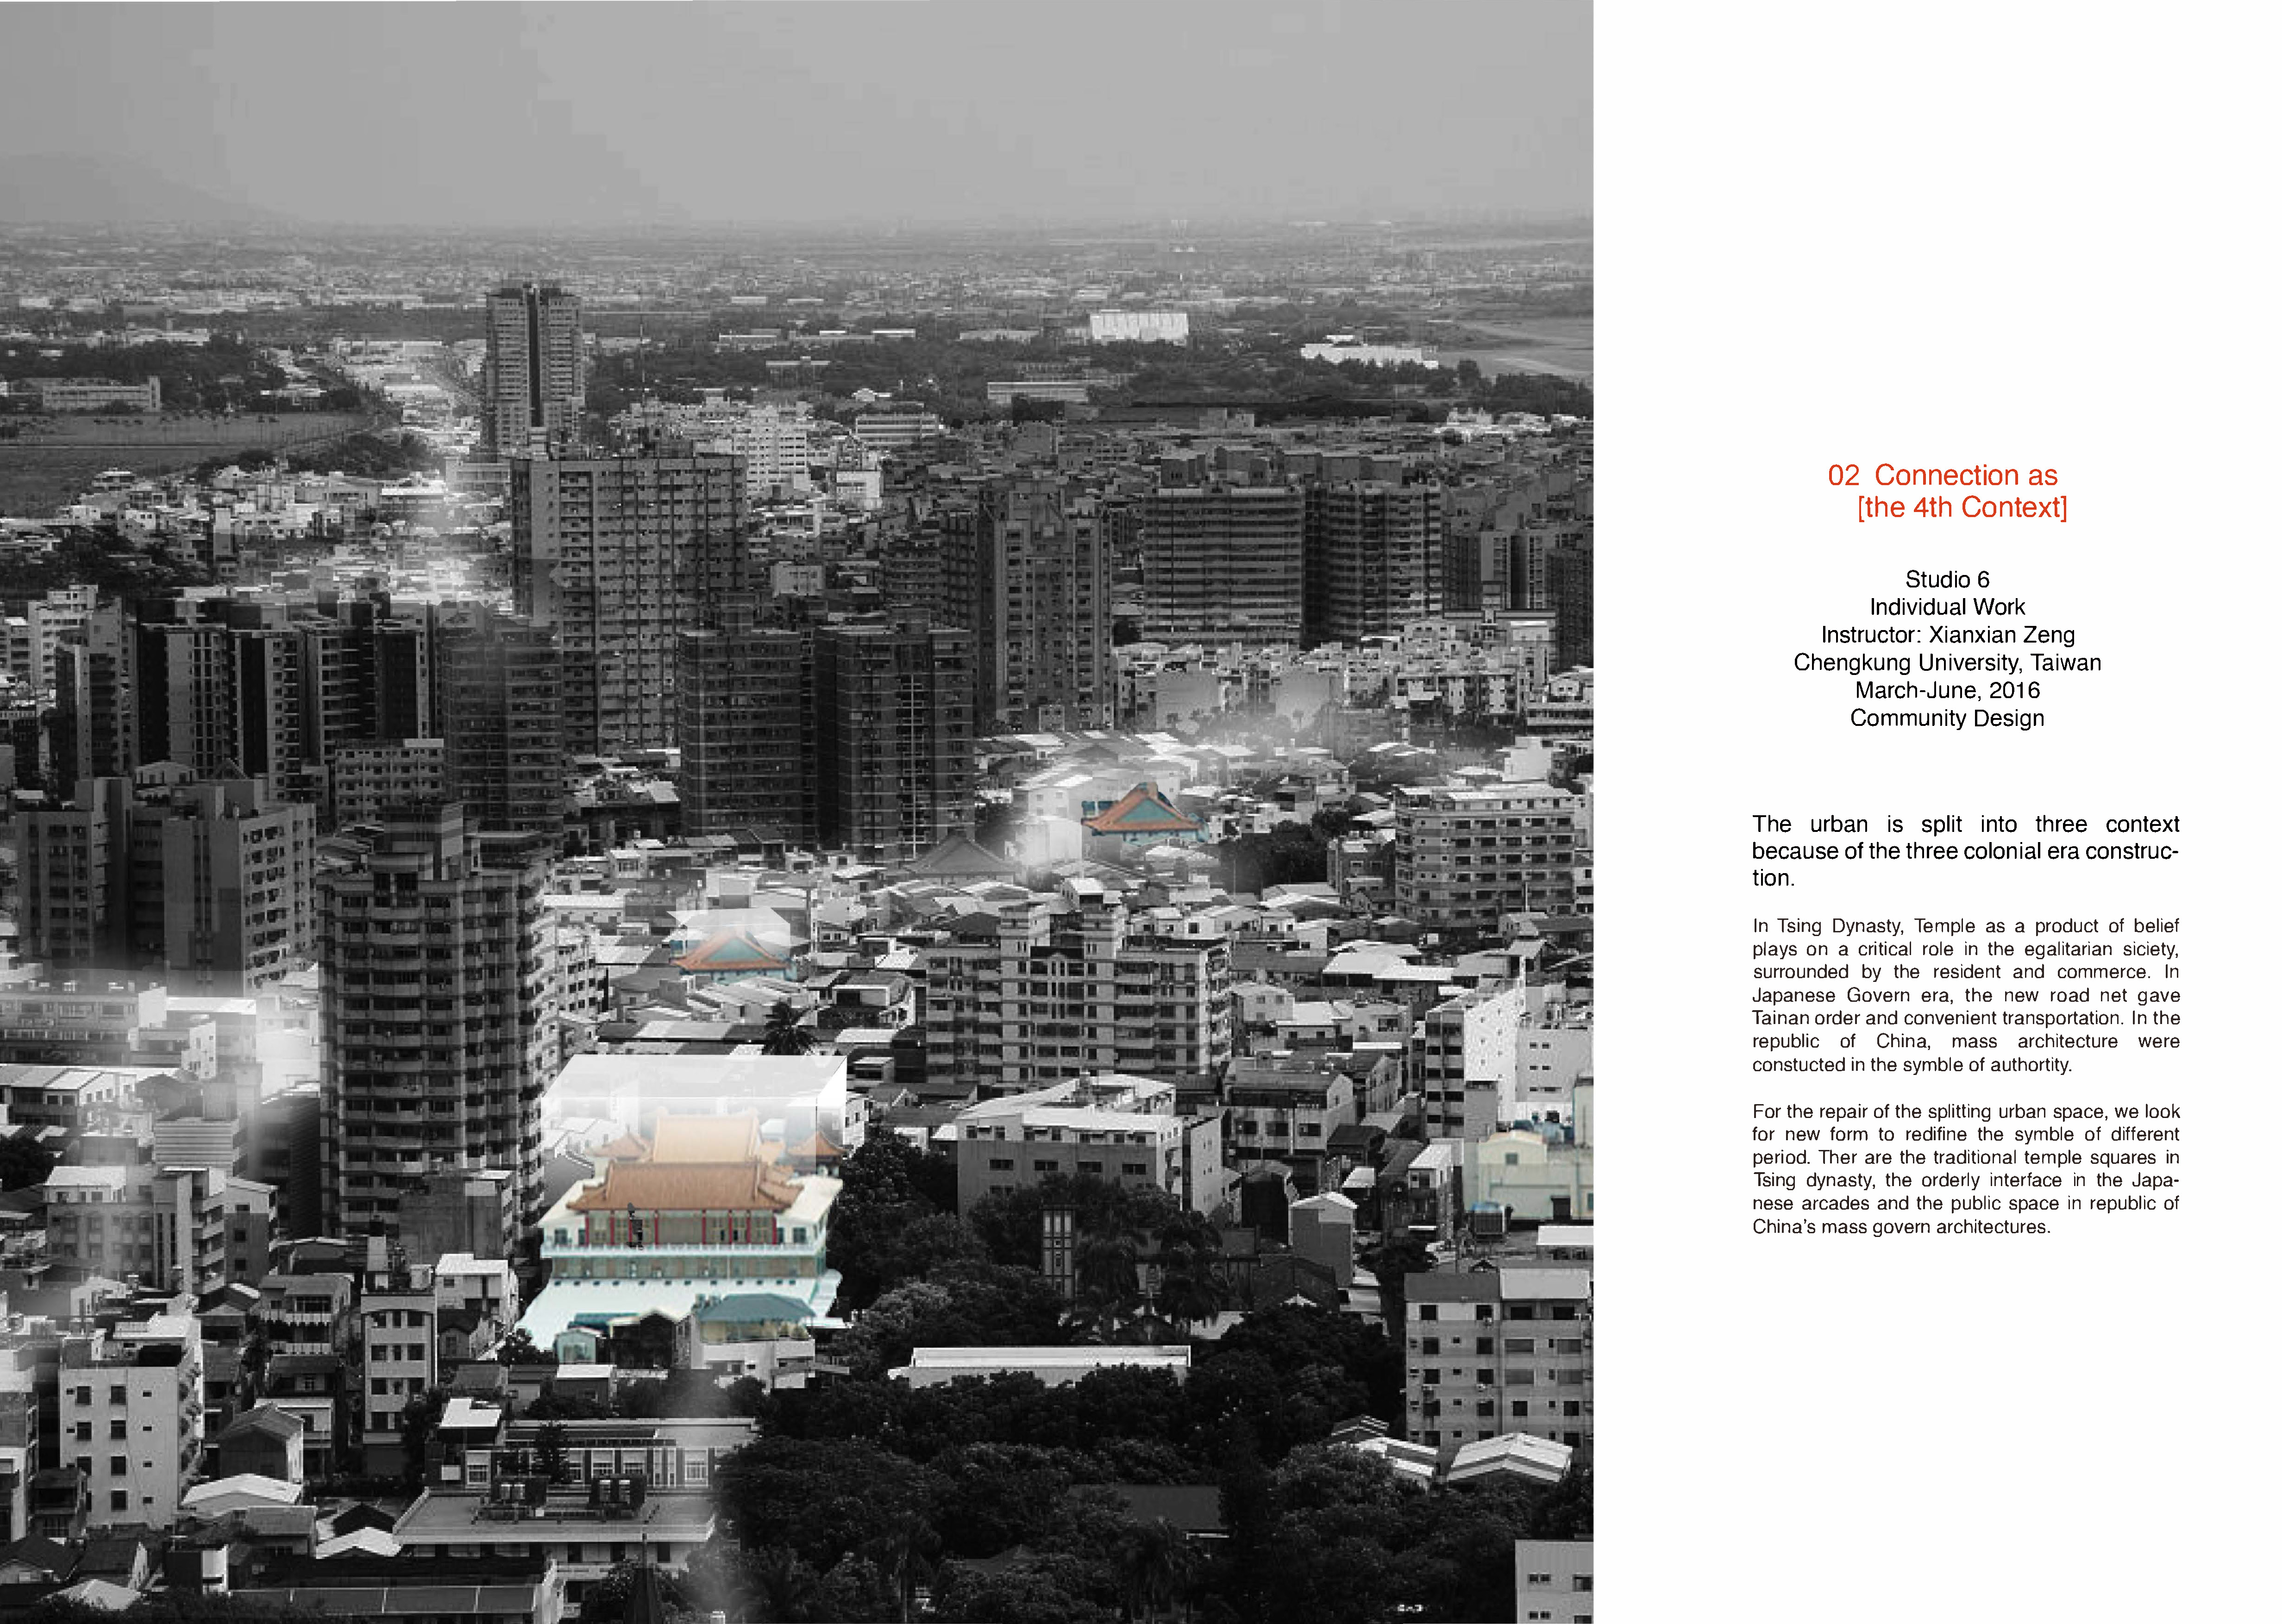 02 Connection as
[the 4th Context]
Studio 6
Individual Work
Instructor: Xianxian Zeng
Chengkung University, Taiwan
March-June, 2016
Community Design
The urban is split into three context
because of the three colonial era construc-
tion.
In Tsing Dynasty, Temple as a product of belief
plays on a critical role in the egalitarian siciety,
surrounded by the resident and commerce. In
Japanese Govern era, the new road net gave
Tainan order and convenient transportation. In the
republic of China, mass architecture were
constucted in the symble of authortity.
For the repair of the splitting urban space, we look
for new form to redifine the symble of different
period. Ther are the traditional temple squares in
Tsing dynasty, the orderly interface in the Japa-
nese arcades and the public space in republic of
China's mass govern architectures.